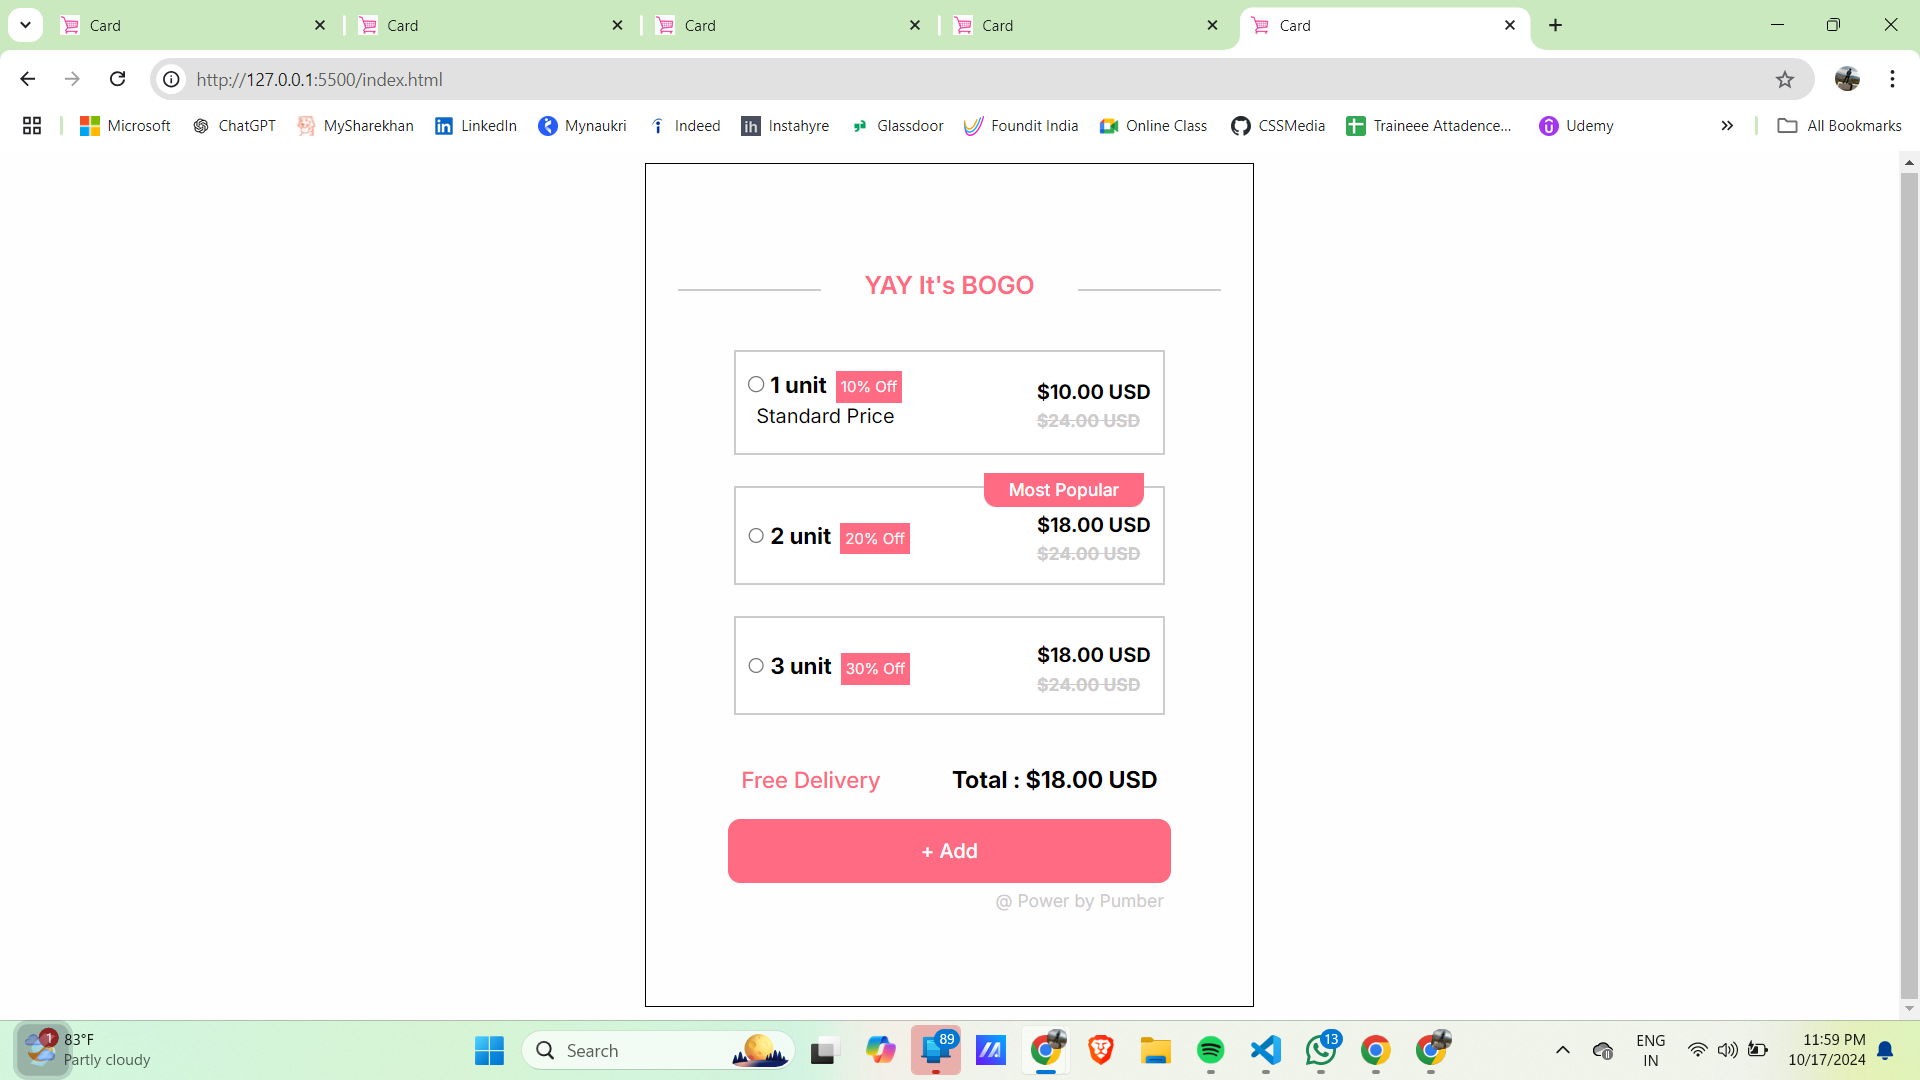 Card
Card
Card
Card
Card
http://127.0.0.1:5500/index.html
Microsoft
ChatGPT
MySharekhan
LinkedIn
Mynaukri
Indeed
Instahyre
Glassdoor
Foundit India
Online Class
CSSMedia
Traineee Attadence...
Udemy
All Bookmarks
YAY It's BOGO
1 unit 10% Off
Standard Price
$10.00 USD
$24.00 USD
Most Popular
2 unit 20% Off
$18.00 USD
$24.00 USD
3 unit 30% Off
$18.00 USD
$24.00 USD
Free Delivery
Total : $18.00 USD
+ Add
@ Power by Pumber
1
83°F
Partly cloudy
Search
89
13
ENG
IN
11:59 PM
10/17/2024